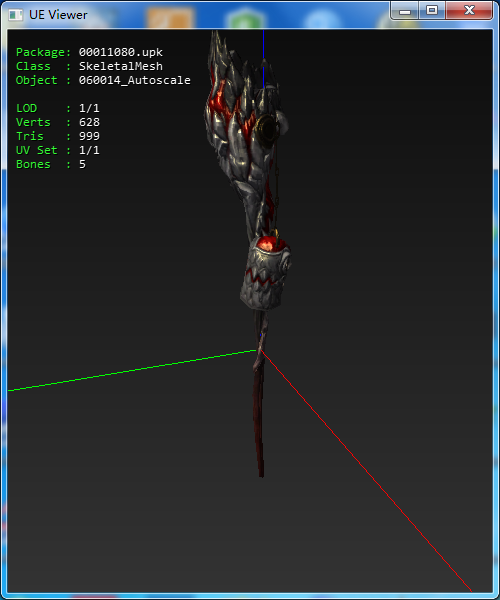 UE Viewer
Package: 00011080.upk
Class  : SkeletalMesh
Object : 060014_Autoscale
LOD    : 1/1
Verts  : 628
Tris   : 999
UV Set : 1/1
Bones  : 5